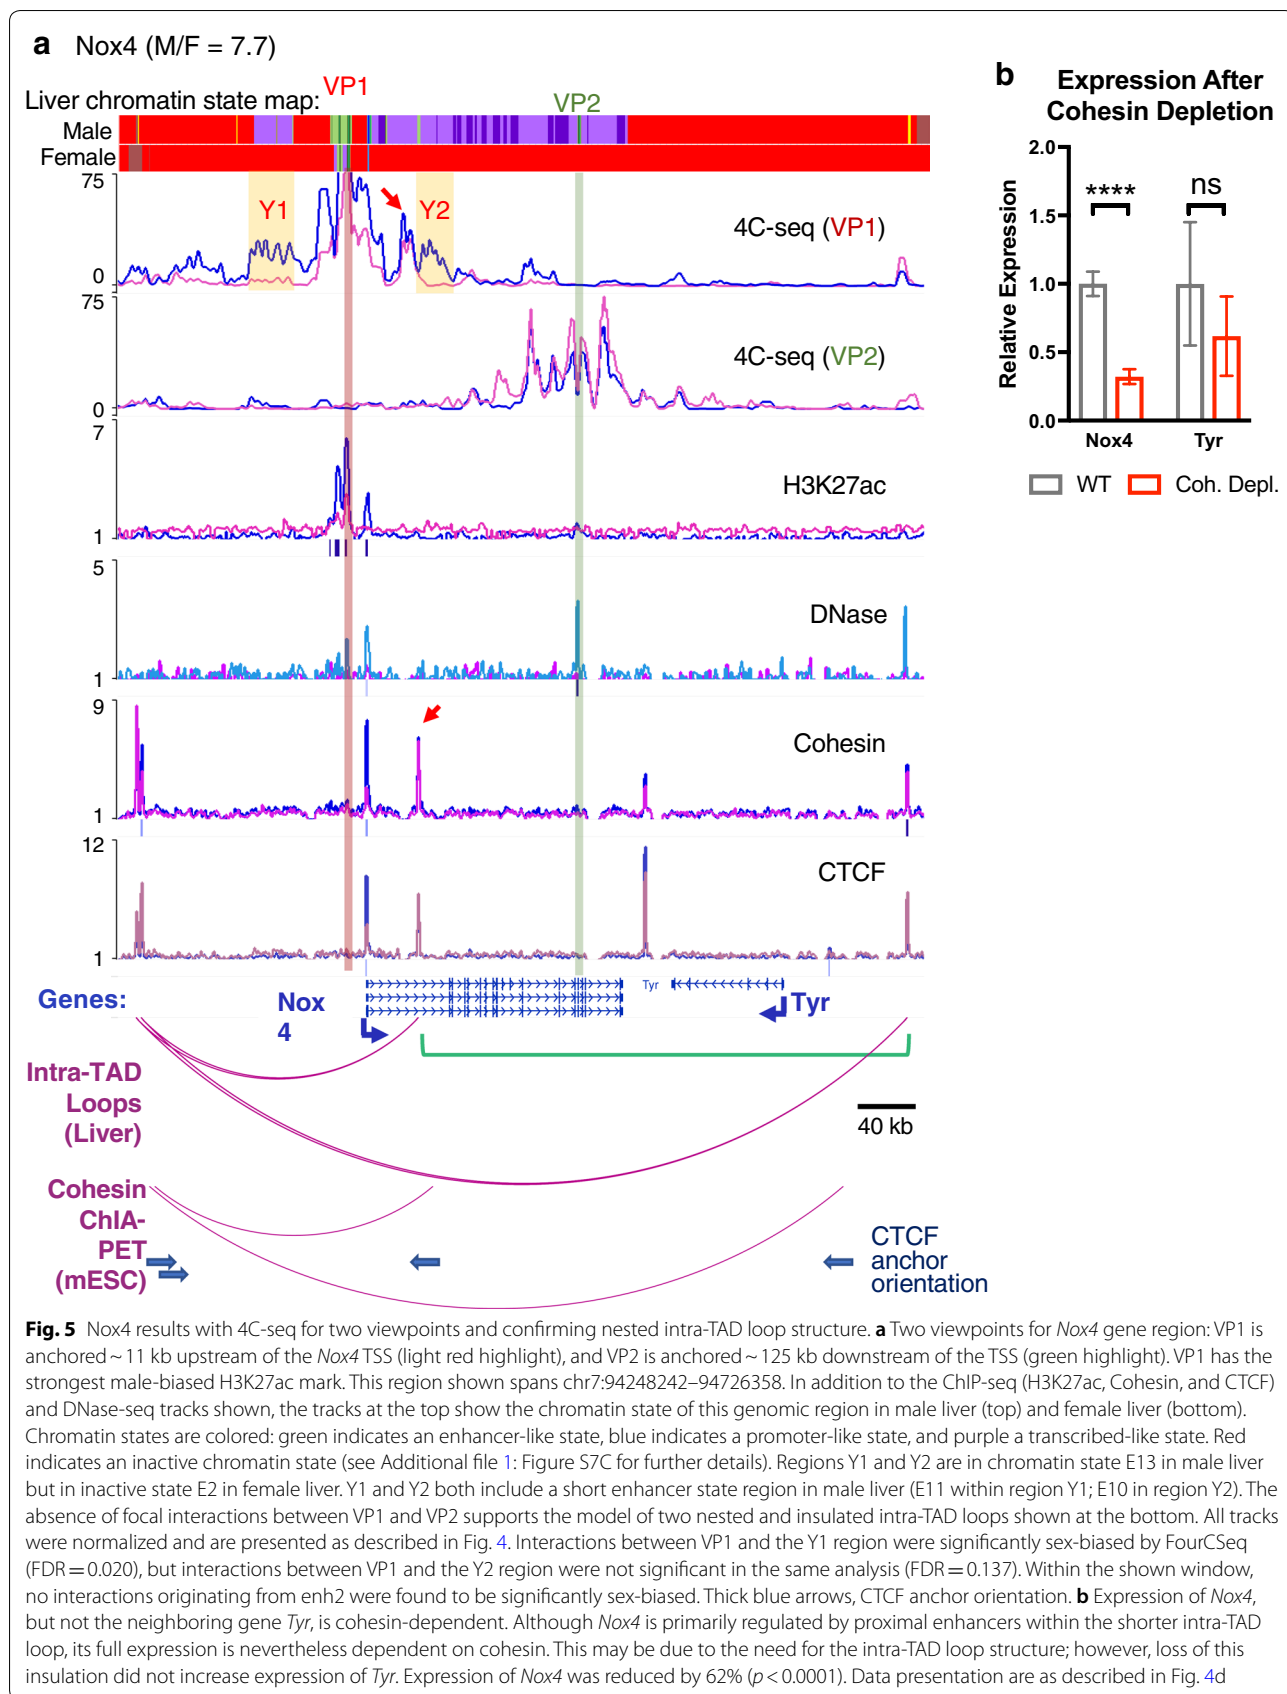 a Nox4 (M/F = 7.7)
Liver chromatin state map:
VP1
VP2
Male
Female
75
0
Y1
Y2
4C-seq (VP1)
75
0
4C-seq (VP2)
7
1
H3K27ac
5
1
DNase
9
1
Cohesin
12
1
CTCF
Genes:
Nox
4
Tyr
Tyr
Intra-TAD
Loops
(Liver)
40 kb
Cohesin
ChIA-
PET
(mESC)
CTCF
anchor
orientation
b Expression After
Cohesin Depletion
Relative Expression
2.0
1.5
1.0
0.5
0.0
****
ns
Nox4
Tyr
WT
Coh. Depl.
Fig. 5 Nox4 results with 4C-seq for two viewpoints and confirming nested intra-TAD loop structure. a Two viewpoints for Nox4 gene region: VP1 is
anchored ~ 11 kb upstream of the Nox4 TSS (light red highlight), and VP2 is anchored ~ 125 kb downstream of the TSS (green highlight). VP1 has the
strongest male-biased H3K27ac mark. This region shown spans chr7:94248242–94726358. In addition to the ChIP-seq (H3K27ac, Cohesin, and CTCF)
and DNase-seq tracks shown, the tracks at the top show the chromatin state of this genomic region in male liver (top) and female liver (bottom).
Chromatin states are colored: green indicates an enhancer-like state, blue indicates a promoter-like state, and purple a transcribed-like state. Red
indicates an inactive chromatin state (see Additional file 1: Figure S7C for further details). Regions Y1 and Y2 are in chromatin state E13 in male liver
but in inactive state E2 in female liver. Y1 and Y2 both include a short enhancer state region in male liver (E11 within region Y1; E10 in region Y2). The
absence of focal interactions between VP1 and VP2 supports the model of two nested and insulated intra-TAD loops shown at the bottom. All tracks
were normalized and are presented as described in Fig. 4. Interactions between VP1 and the Y1 region were significantly sex-biased by FourCSeq
(FDR = 0.020), but interactions between VP1 and the Y2 region were not significant in the same analysis (FDR = 0.137). Within the shown window,
no interactions originating from enh2 were found to be significantly sex-biased. Thick blue arrows, CTCF anchor orientation. b Expression of Nox4,
but not the neighboring gene Tyr, is cohesin-dependent. Although Nox4 is primarily regulated by proximal enhancers within the shorter intra-TAD
loop, its full expression is nevertheless dependent on cohesin. This may be due to the need for the intra-TAD loop structure; however, loss of this
insulation did not increase expression of Tyr. Expression of Nox4 was reduced by 62% (p < 0.0001). Data presentation are as described in Fig. 4d